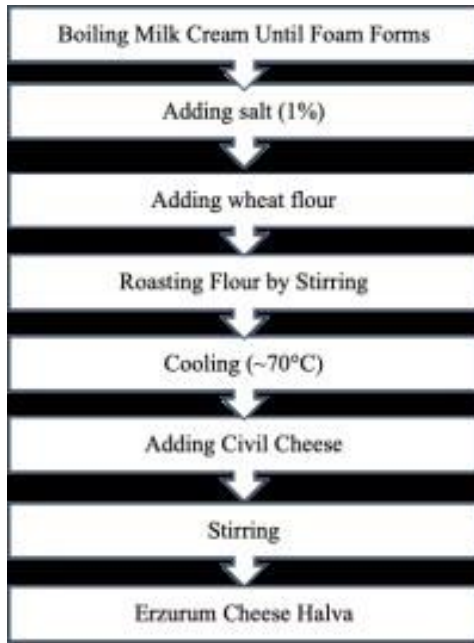 Boiling Milk Cream Until Foam Forms
Adding salt (1%)
Adding wheat flour
Roasting Flour by Stirring
Cooling (~70°C)
Adding Civil Cheese
Stirring
Erzurum Cheese Halva